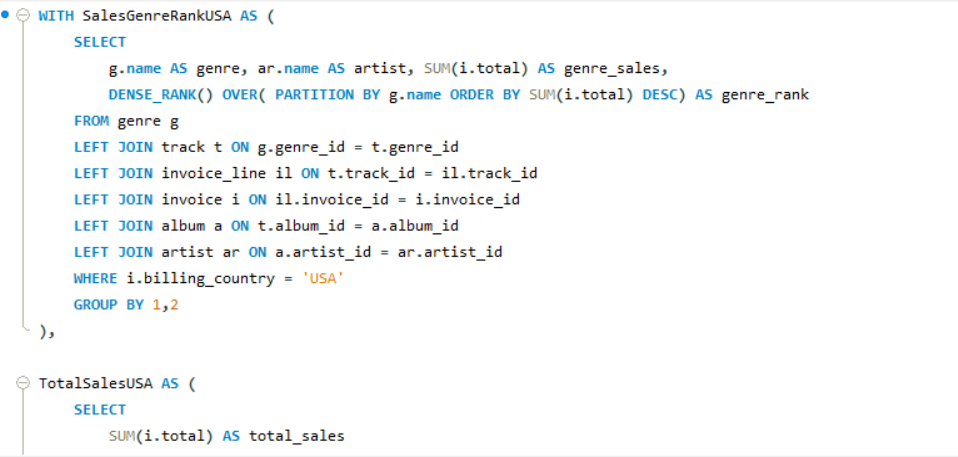 WITH SalesGenreRankUSA AS (
SELECT
g.name AS genre, ar.name AS artist, SUM(i.total) AS genre_sales,
DENSE_RANK() OVER( PARTITION BY g.name ORDER BY SUM(i.total) DESC) AS genre_rank
FROM genre g
LEFT JOIN track t ON g.genre_id = t.genre_id
LEFT JOIN invoice_line il ON t.track_id = il.track_id
LEFT JOIN invoice i ON il.invoice_id = i.invoice_id
LEFT JOIN album a ON t.album_id = a.album_id
LEFT JOIN artist ar ON a.artist_id = ar.artist_id
WHERE i.billing_country = 'USA'
GROUP BY 1,2
),
TotalSalesUSA AS (
SELECT
SUM(i.total) AS total_sales